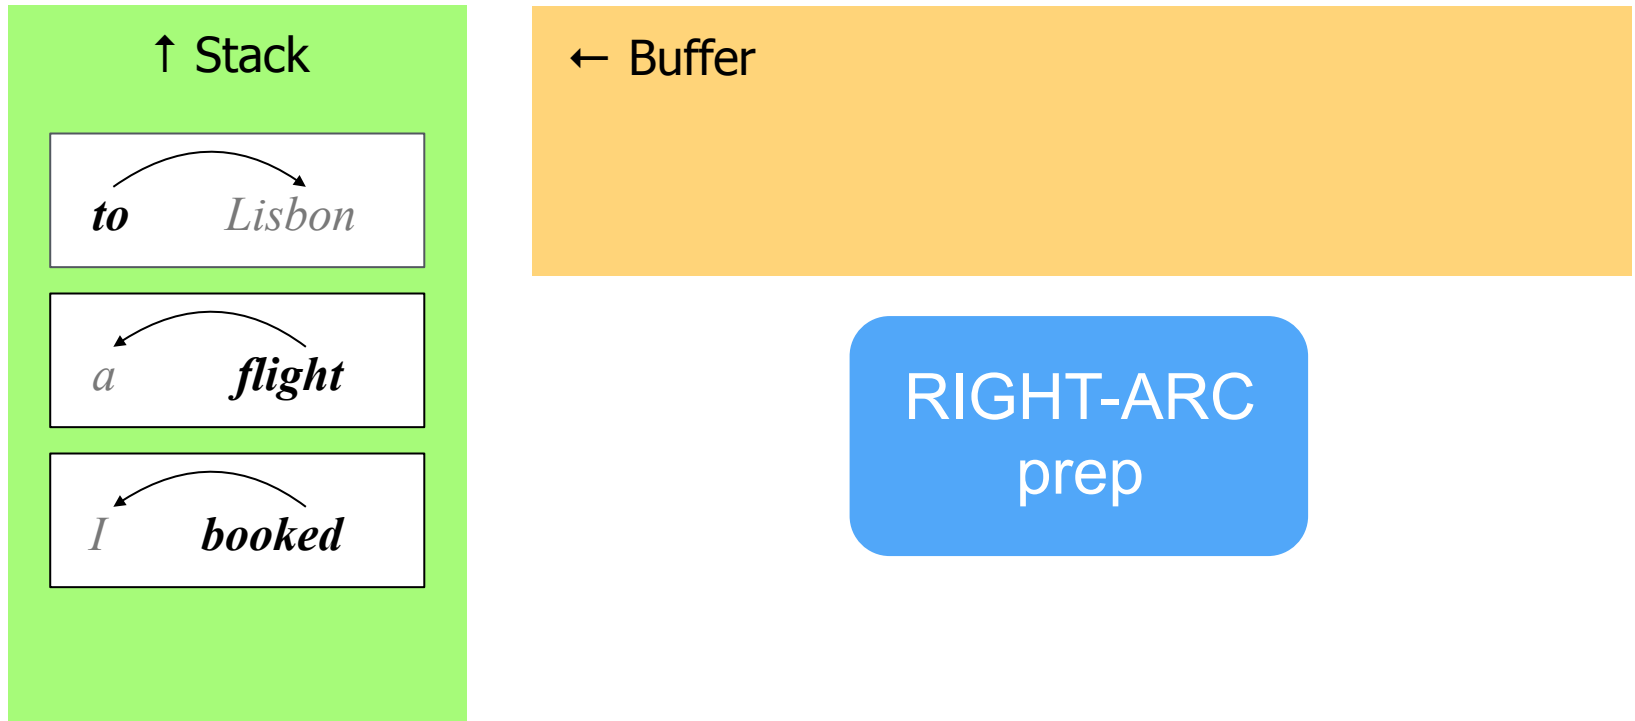 ↑ Stack
to Lisbon
a flight
I booked
← Buffer
RIGHT-ARC
prep